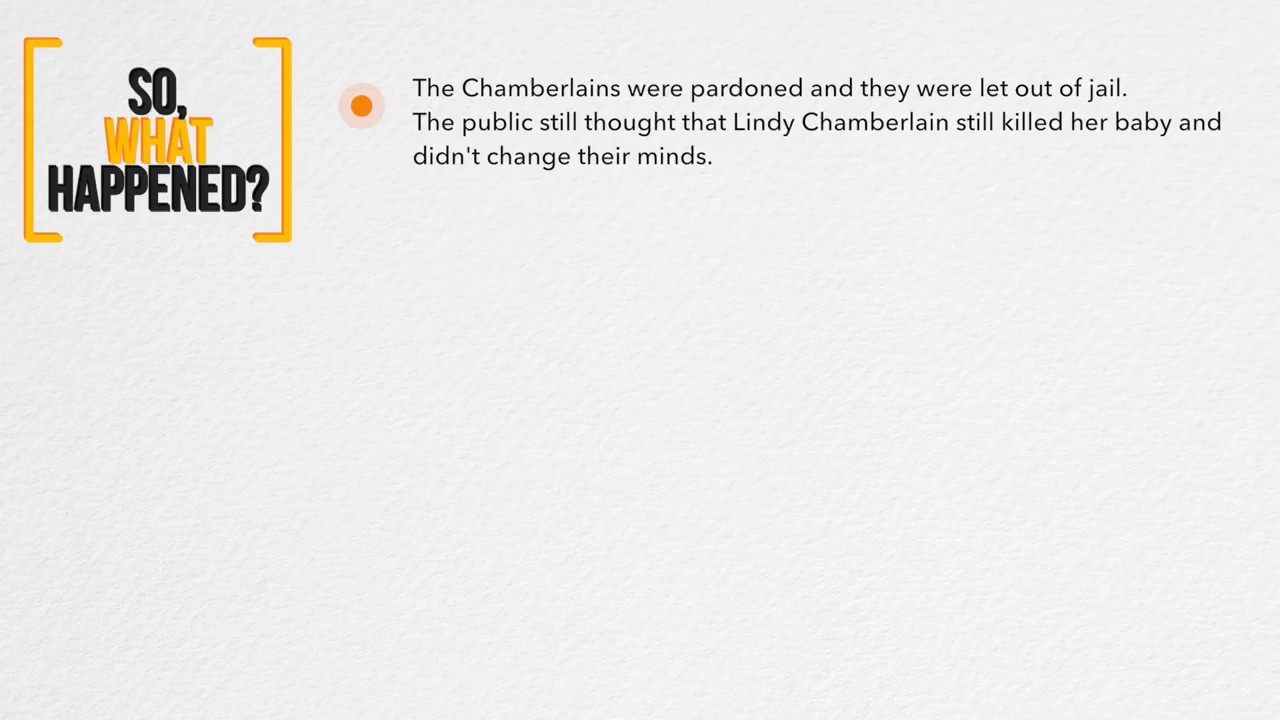 SO,
WHAT
HAPPENED?
The Chamberlains were pardoned and they were let out of jail.
The public still thought that Lindy Chamberlain still killed her baby and
didn't change their minds.